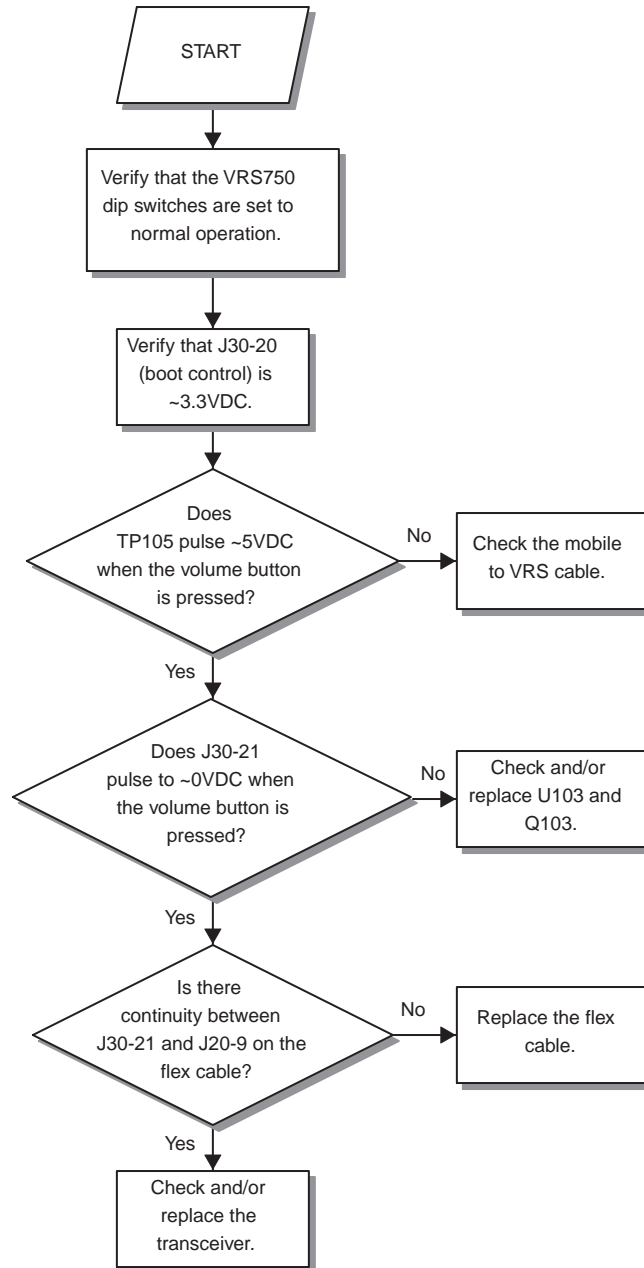 START
Verify that the VRS750
dip switches are set to
normal operation.
Verify that J30-20
(boot control) is
~3.3VDC.
Does
TP105 pulse ~5VDC
when the volume button
is pressed?
No
Check the mobile
to VRS cable.
Yes
Does J30-21
pulse to ~0VDC when
the volume button is
pressed?
No
Check and/or
replace U103 and
Q103.
Yes
Is there
continuity between
J30-21 and J20-9 on the
flex cable?
No
Replace the flex
cable.
Yes
Check and/or
replace the
transceiver.